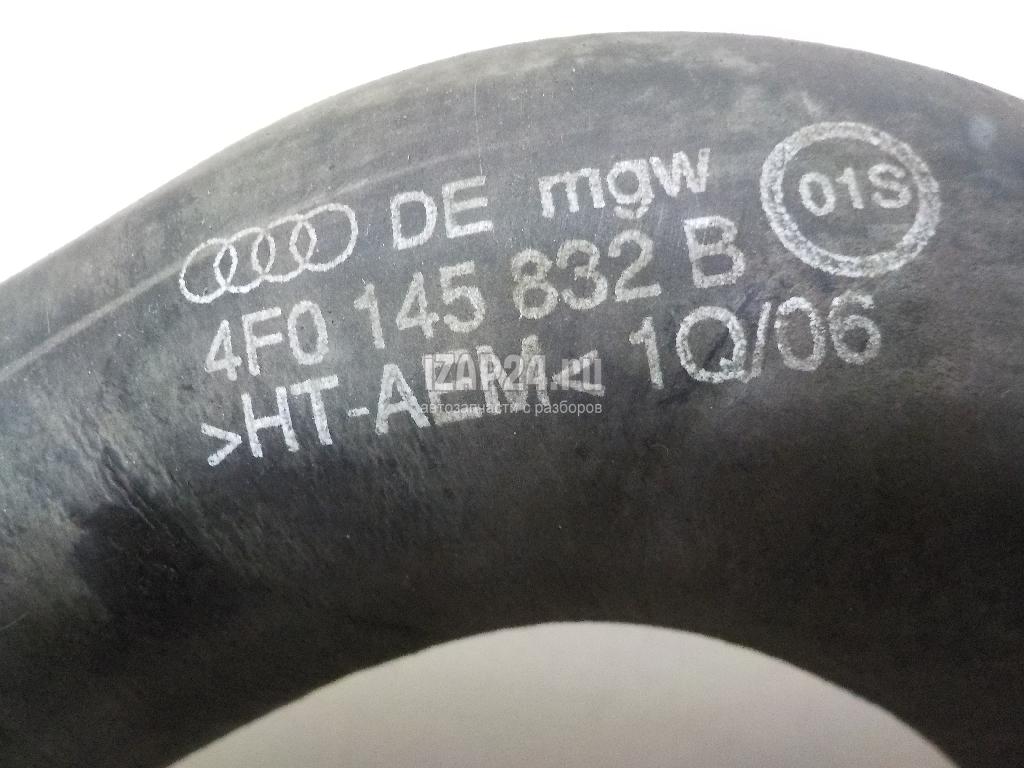 DE mgw 01S
4F0 145 832 B
>HT-AEM< 1Q/06
IZAP24.ru
автозапчасти с разборов